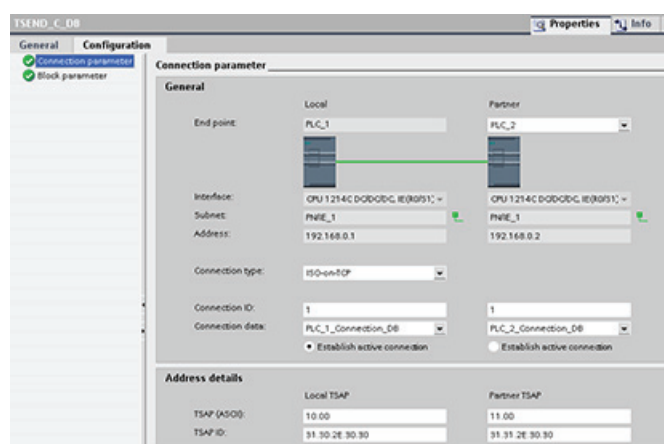 TSEND_C_DB
Properties Info
General Configuration
Connection parameter
Block parameter
Connection parameter
General
Local Partner
End point: PLC_1 PLC_2
Interface: CPU 1214C DC/DC/DC, IE(R0/S1) CPU 1214C DC/DC/DC, IE(R0/S1)
Subnet: PN/IE_1 PN/IE_1
Address: 192.168.0.1 192.168.0.2
Connection type: ISO-on-TCP
Connection ID: 1 1
Connection data: PLC_1_Connection_DB PLC_2_Connection_DB
Establish active connection Establish active connection
Address details
Local TSAP Partner TSAP
TSAP (ASCII): 10.00 11.00
TSAP ID: 31.30.2E.30.30 31.31.2E.30.30